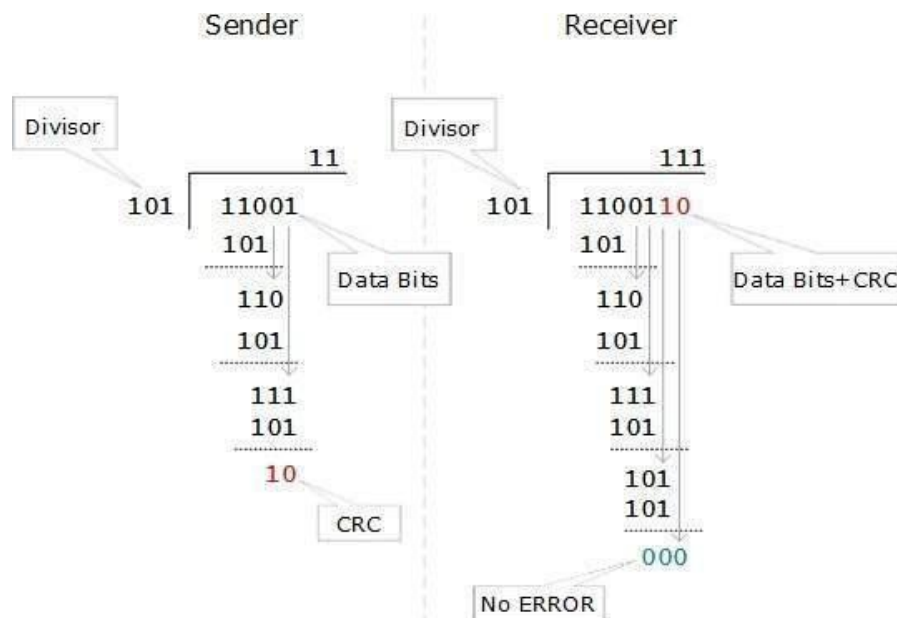 Sender
Receiver
Divisor
Divisor
11
111
101
11001
101
1100110
101
101
Data Bits
Data Bits+CRC
110
110
101
101
111
111
101
101
10
101
101
CRC
000
No ERROR